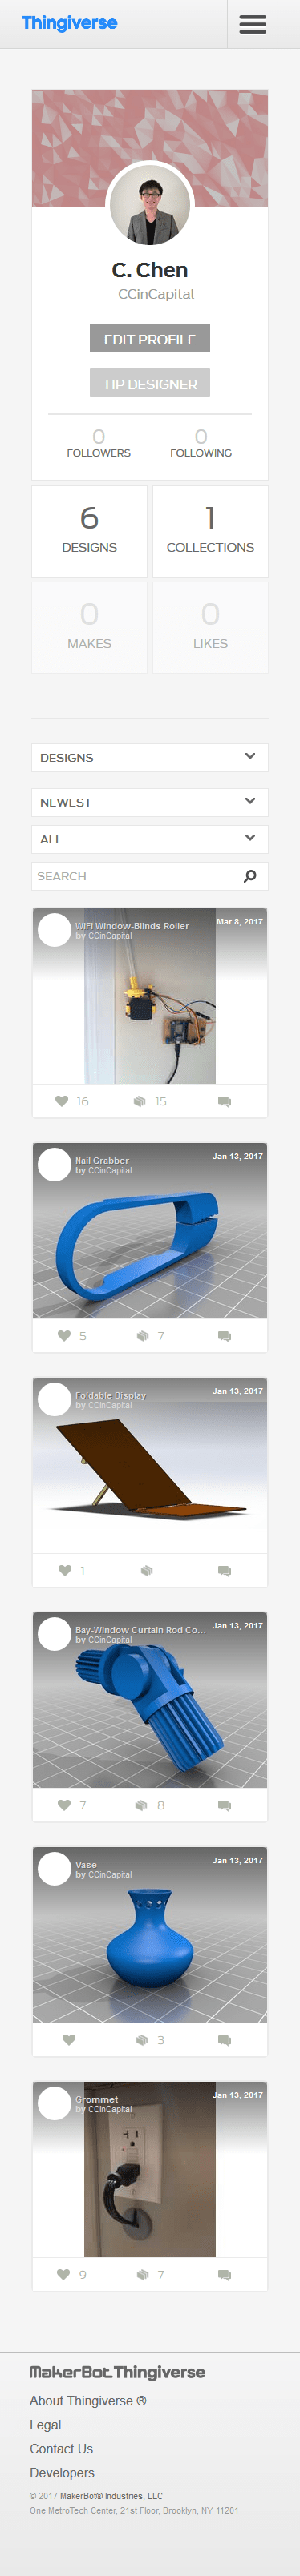 Thingiverse
C. Chen
CCinCapital
EDIT PROFILE
TIP DESIGNER
0
FOLLOWERS
0
FOLLOWING
6
DESIGNS
1
COLLECTIONS
0
MAKES
0
LIKES
DESIGNS
NEWEST
ALL
SEARCH
WiFi Window-Blinds Roller
by CCinCapital
Mar 8, 2017
16
15
Nail Grabber
by CCinCapital
Jan 13, 2017
5
7
Foldable Display
by CCinCapital
Jan 13, 2017
1
Bay-Window Curtain Rod Co...
by CCinCapital
Jan 13, 2017
7
8
Vase
by CCinCapital
Jan 13, 2017
3
Grommet
by CCinCapital
Jan 13, 2017
9
7
MakerBot Thingiverse
About Thingiverse ®
Legal
Contact Us
Developers
© 2017 MakerBot® Industries, LLC
One MetroTech Center, 21st Floor, Brooklyn, NY 11201